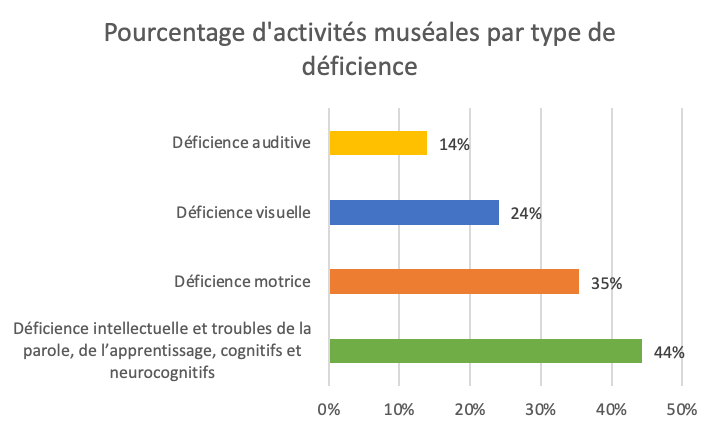 Pourcentage d'activités muséales par type de
déficience
Déficience auditive
14%
Déficience visuelle
24%
Déficience motrice
35%
Déficience intellectuelle et troubles de la
parole, de l’apprentissage, cognitifs et
neurocognitifs
44%
0% 10% 20% 30% 40% 50%